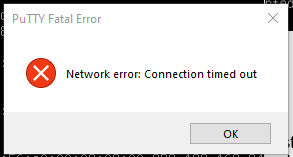 PuTTY Fatal Error
Network error: Connection timed out
OK